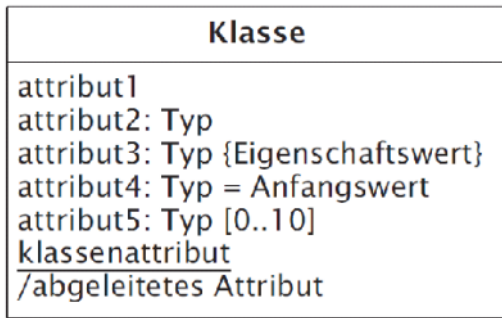 Klasse
attribut1
attribut2: Typ
attribut3: Typ {Eigenschaftswert}
attribut4: Typ = Anfangswert
attribut5: Typ [0..10]
klassenattribut
/abgeleitetes Attribut